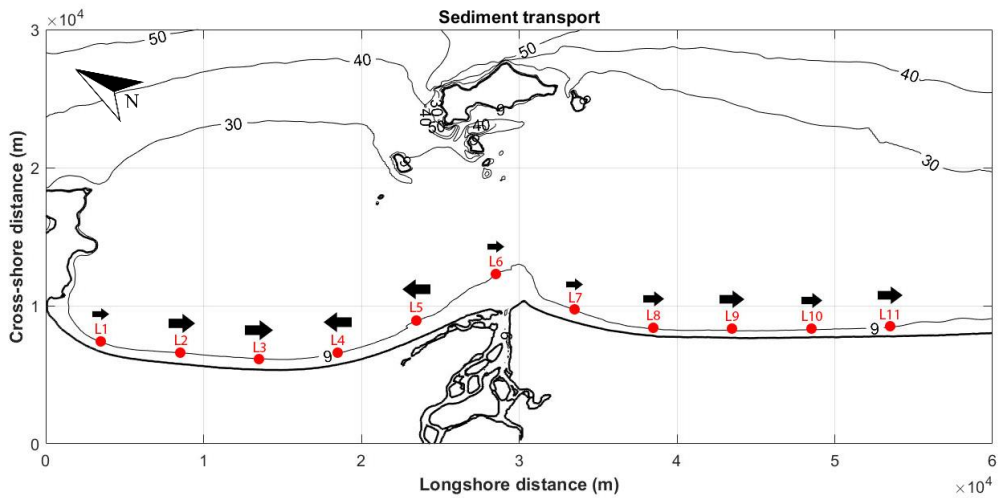 Sediment transport
×10⁴
3
50
50
40
40
N
30
40
30
9
50
40
30
2
Cross-shore distance (m)
L6
L5
L7
L1
L2
L3
L4
L8
L9
L10
L11
1
9
9
0
0
1
2
3
4
5
6
Longshore distance (m)
×10⁴